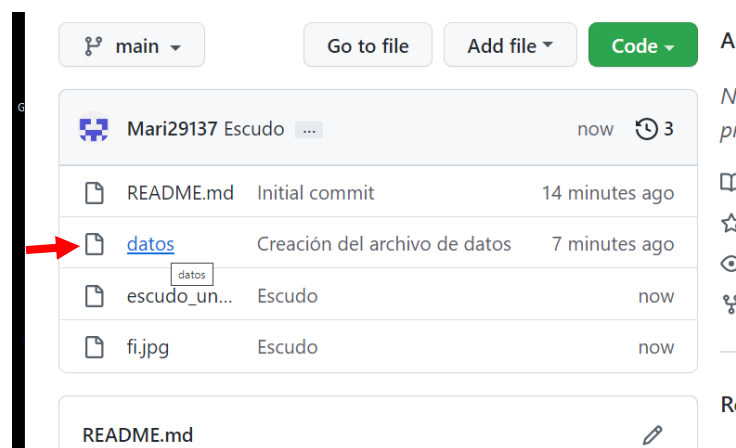 main Go to file Add file Code A
G
Mari29137 Escudo ... now 3
README.md Initial commit 14 minutes ago
datos Creación del archivo de datos 7 minutes ago
datos
escudo_un... Escudo now
fi.jpg Escudo now
README.md